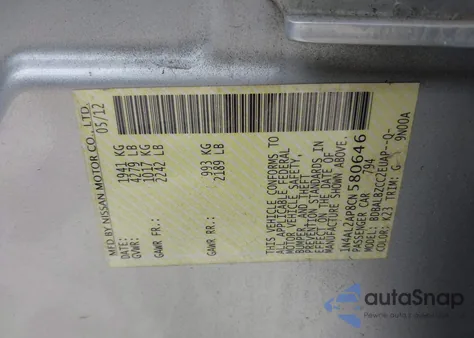 MFD. BY NISSAN MOTOR CO., LTD.
05/12
GVWR: 1941 KG
4279 LB
GAWR FR.: 1017 KG
2242 LB
GAWR RR.: 993 KG
2189 LB
THIS VEHICLE CONFORMS TO
ALL APPLICABLE FEDERAL
MOTOR VEHICLE SAFETY,
BUMPER, AND THEFT
PREVENTION STANDARDS IN
EFFECT ON THE DATE OF
MANUFACTURE SHOWN ABOVE.
1N4AL2AP8CN580646
PASSENGER CAR 794
MODEL: BDBALBZCCZEUAP--Q-
COLOR: K23 TRIM: G 9N00A
autoSnap